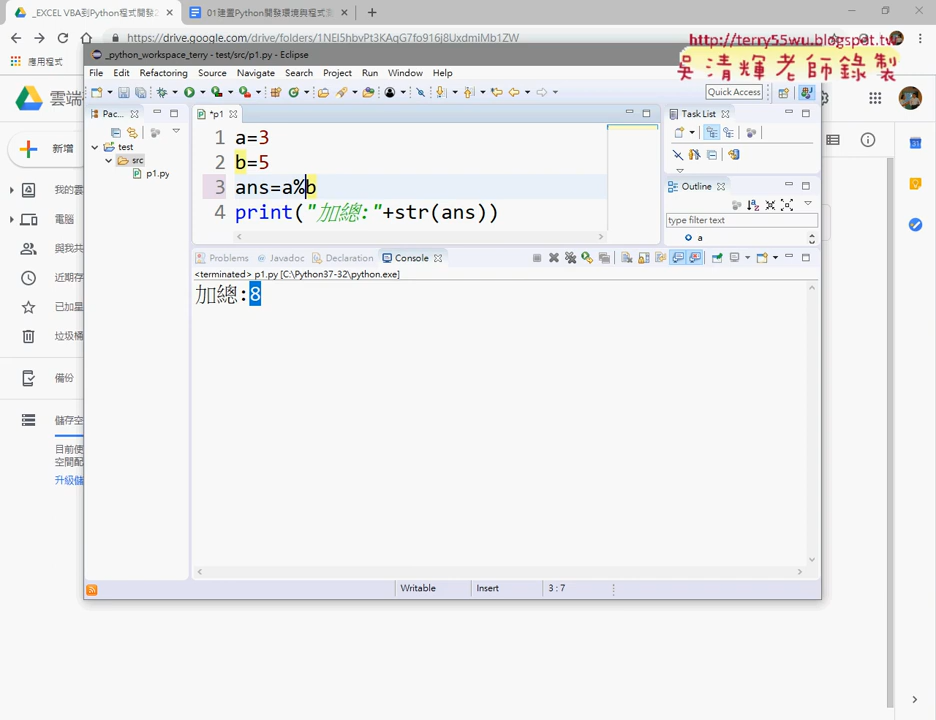 _EXCEL VBA到Python程式開發
01建置Python開發環境與程式
https://drive.google.com/drive/folders/1NEI5hbvPt3KAqG7fo916j8UxdmiMb1ZW
應用程式
http://terry55wu.blogspot.tw
吳清輝老師錄製
_python_workspace_terry - test/src/p1.py - Eclipse
File Edit Refactoring Source Navigate Search Project Run Window Help
Quick Access
雲端
新增
我的雲
電腦
與我共
近期存
已加星
垃圾桶
備份
儲存空
目前使
空間配
升級儲
Pac...
test
src
p1.py
*p1
1 a=3
2 b=5
3 ans=a%b
4 print("加總:"+str(ans))
Task List
Outline
type filter text
a
Problems Javadoc Declaration Console
<terminated> p1.py [C:\Python37-32\python.exe]
加總:8
Writable Insert 3 : 7